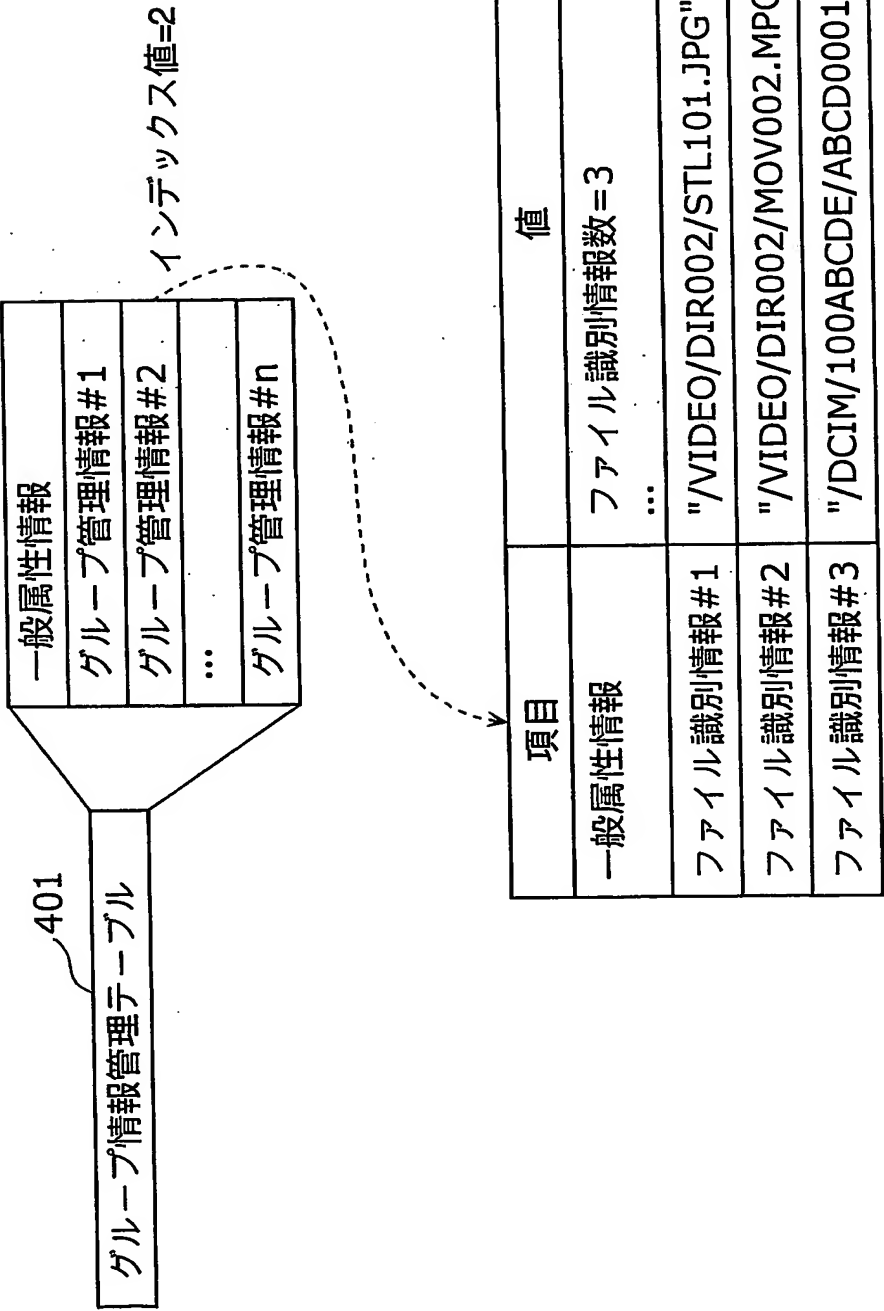 401
グループ情報管理テーブル
一般属性情報
グループ管理情報#1
グループ管理情報#2
...
グループ管理情報#n
インデックス値=2
項目 値
一般属性情報 ファイル識別情報数=3
...
ファイル識別情報#1 "/VIDEO/DIR002/STL101.JPG"
ファイル識別情報#2 "/VIDEO/DIR002/MOV002.MPG
ファイル識別情報#3 "/DCIM/100ABCDE/ABCD0001